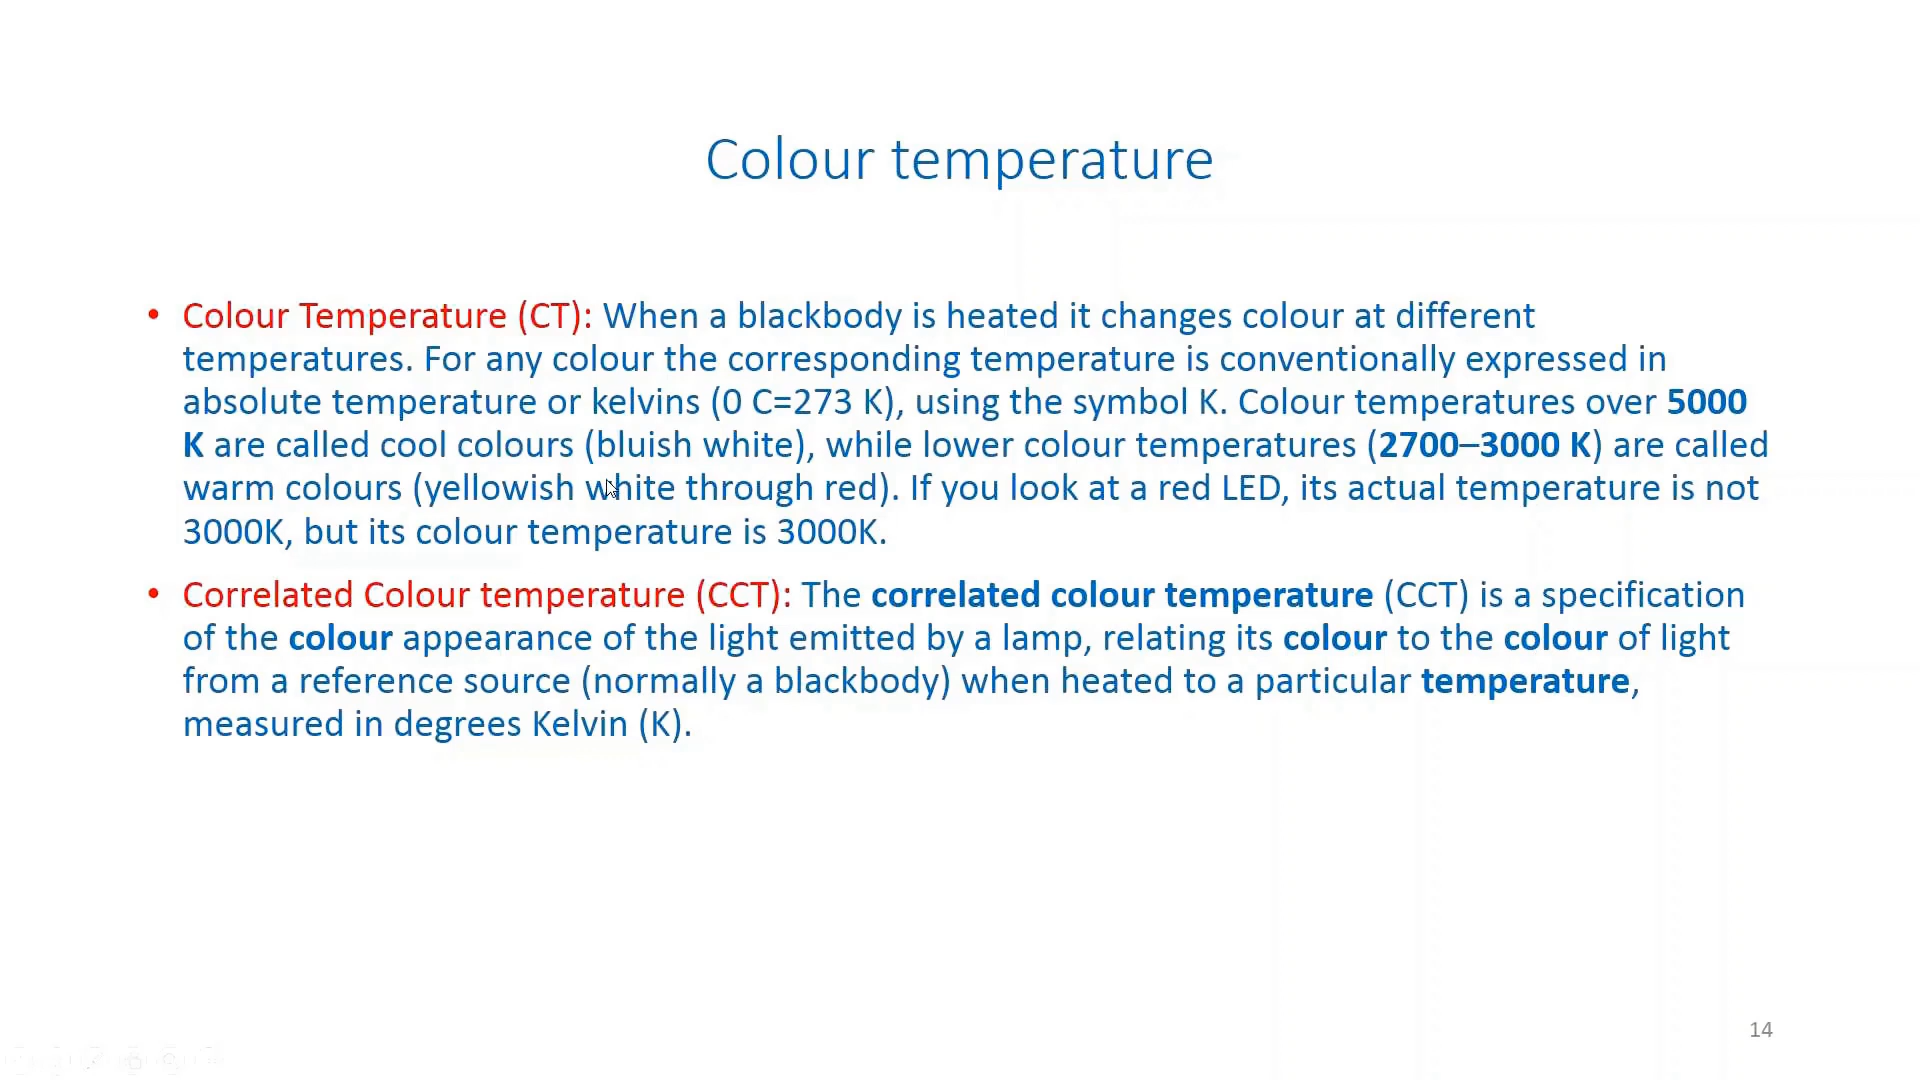 Colour temperature
• Colour Temperature (CT): When a blackbody is heated it changes colour at different
temperatures. For any colour the corresponding temperature is conventionally expressed in
absolute temperature or kelvins (0 C=273 K), using the symbol K. Colour temperatures over 5000
K are called cool colours (bluish white), while lower colour temperatures (2700–3000 K) are called
warm colours (yellowish white through red). If you look at a red LED, its actual temperature is not
3000K, but its colour temperature is 3000K.
• Correlated Colour temperature (CCT): The correlated colour temperature (CCT) is a specification
of the colour appearance of the light emitted by a lamp, relating its colour to the colour of light
from a reference source (normally a blackbody) when heated to a particular temperature,
measured in degrees Kelvin (K).
14